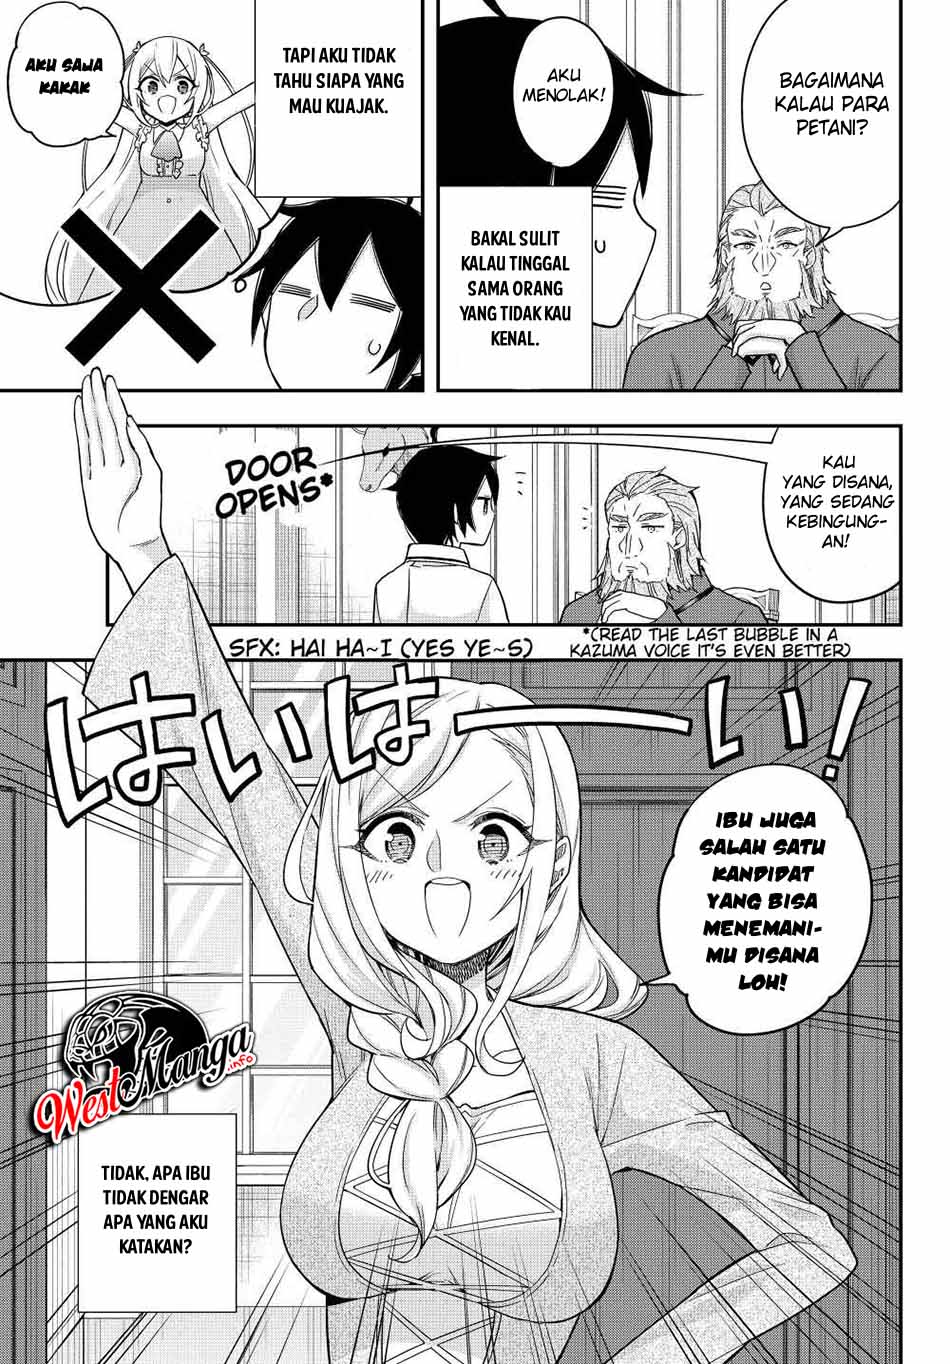 BAGAIMANA
KALAU PARA
PETANI?
AKU
MENOLAK!
BAKAL SULIT
KALAU TINGGAL
SAMA ORANG
YANG TIDAK KAU
KENAL.
TAPI AKU TIDAK
TAHU SIAPA YANG
MAU KUAJAK.
AKU SAJA
KAKAK
KAU
YANG DISANA,
YANG SEDANG
KEBINGUNG-
AN!
DOOR
OPENS*
*(READ THE LAST BUBBLE IN A
KAZUMA VOICE IT'S EVEN BETTER)
SFX: HAI HA~I (YES YE~S)
はいはーい!
IBU JUGA
SALAH SATU
KANDIDAT
YANG BISA
MENEMANI-
MU DISANA
LOH!
WestManga
.info
TIDAK, APA IBU
TIDAK DENGAR
APA YANG AKU
KATAKAN?